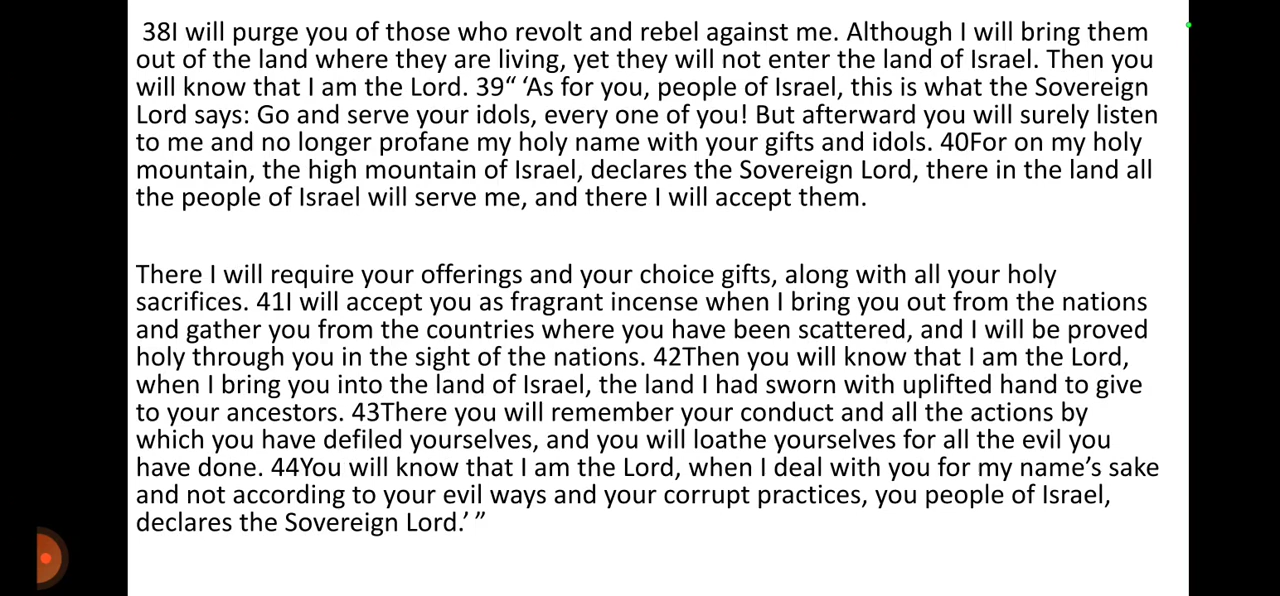 38I will purge you of those who revolt and rebel against me. Although I will bring them
out of the land where they are living, yet they will not enter the land of Israel. Then you
will know that I am the Lord. 39“ ‘As for you, people of Israel, this is what the Sovereign
Lord says: Go and serve your idols, every one of you! But afterward you will surely listen
to me and no longer profane my holy name with your gifts and idols. 40For on my holy
mountain, the high mountain of Israel, declares the Sovereign Lord, there in the land all
the people of Israel will serve me, and there I will accept them.
There I will require your offerings and your choice gifts, along with all your holy
sacrifices. 41I will accept you as fragrant incense when I bring you out from the nations
and gather you from the countries where you have been scattered, and I will be proved
holy through you in the sight of the nations. 42Then you will know that I am the Lord,
when I bring you into the land of Israel, the land I had sworn with uplifted hand to give
to your ancestors. 43There you will remember your conduct and all the actions by
which you have defiled yourselves, and you will loathe yourselves for all the evil you
have done. 44You will know that I am the Lord, when I deal with you for my name’s sake
and not according to your evil ways and your corrupt practices, you people of Israel,
declares the Sovereign Lord.’ ”